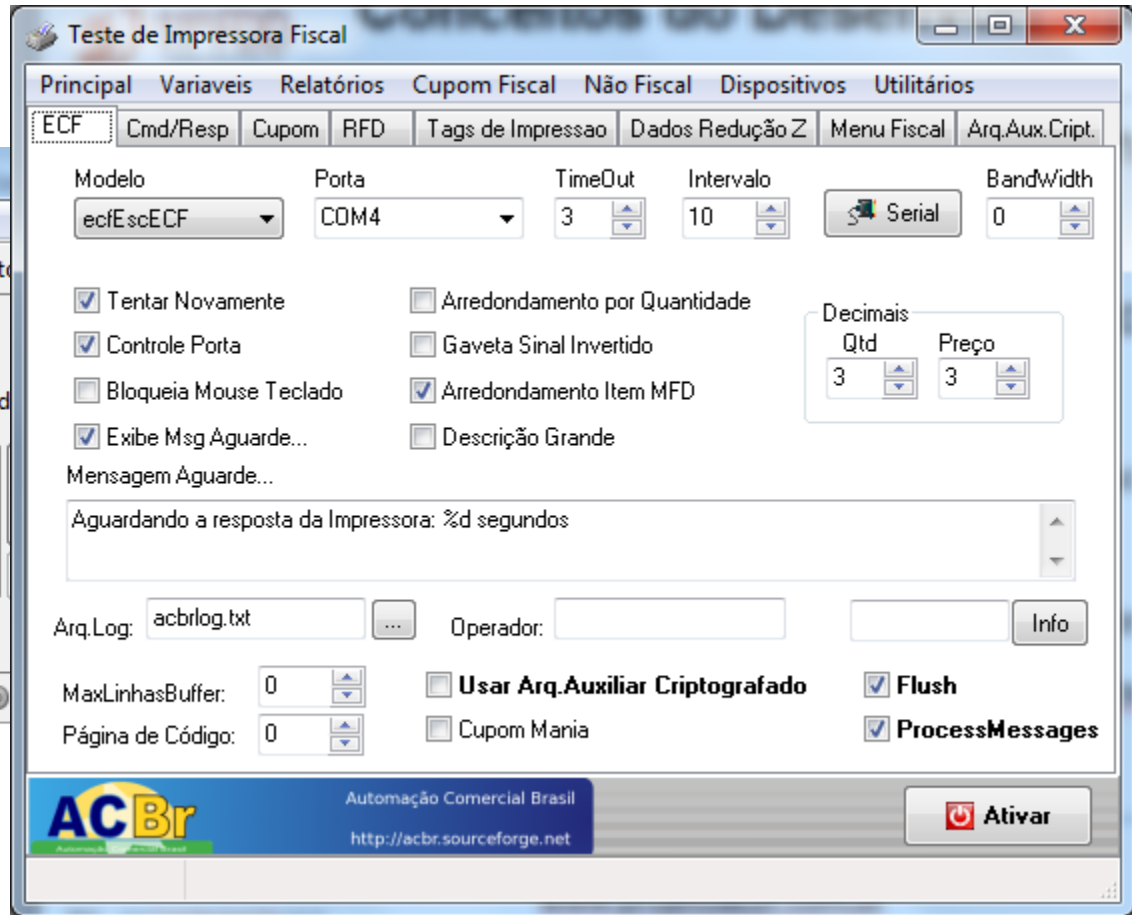 Teste de Impressora Fiscal
Principal Variaveis Relatórios Cupom Fiscal Não Fiscal Dispositivos Utilitários
ECF Cmd/Resp Cupom RFD Tags de Impressao Dados Redução Z Menu Fiscal Arq.Aux.Cript.
Modelo Porta TimeOut Intervalo BandWidth
ecfEscECF COM4 3 10 Serial 0
Tentar Novamente Arredondamento por Quantidade
Decimais
Controle Porta Gaveta Sinal Invertido Qtd Preço
Bloqueia Mouse Teclado Arredondamento Item MFD 3 3
Exibe Msg Aguarde... Descrição Grande
Mensagem Aguarde...
Aguardando a resposta da Impressora: %d segundos
Arq.Log: acbrlog.txt ... Operador: Info
MaxLinhasBuffer: 0 Usar Arq.Auxiliar Criptografado Flush
Página de Código: 0 Cupom Mania ProcessMessages
ACBr Automação Comercial Brasil
Automação Comercial Brasil
http://acbr.sourceforge.net
Ativar